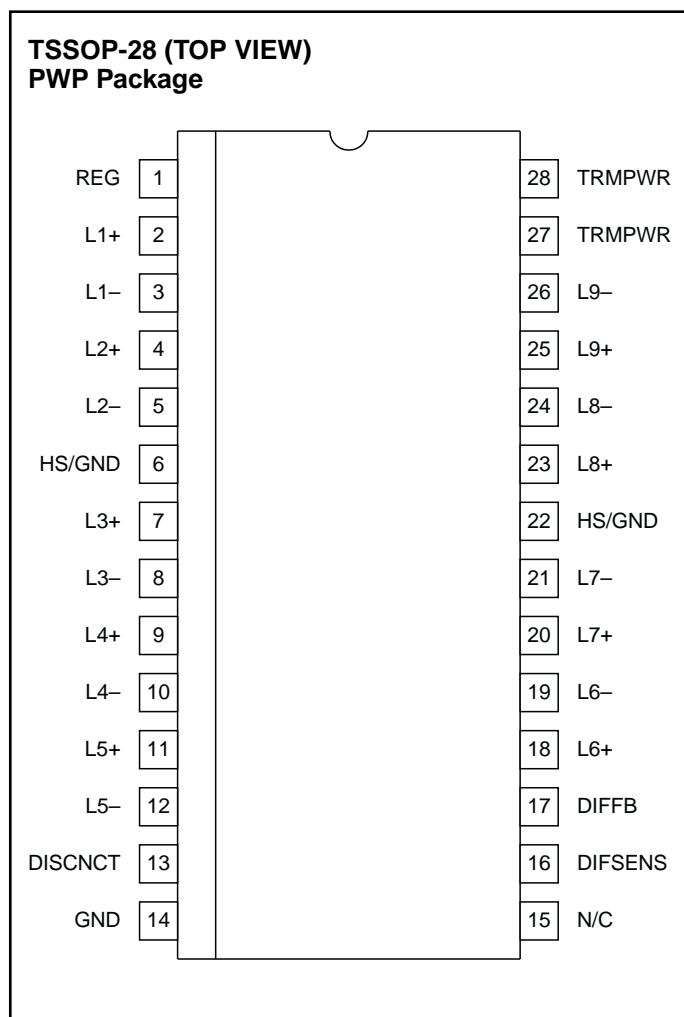 TSSOP-28 (TOP VIEW)
PWP Package
REG 1 28 TRMPWR
L1+ 2 27 TRMPWR
L1– 3 26 L9–
L2+ 4 25 L9+
L2– 5 24 L8–
HS/GND 6 23 L8+
L3+ 7 22 HS/GND
L3– 8 21 L7–
L4+ 9 20 L7+
L4– 10 19 L6–
L5+ 11 18 L6+
L5– 12 17 DIFFB
DISCNCT 13 16 DIFSENS
GND 14 15 N/C